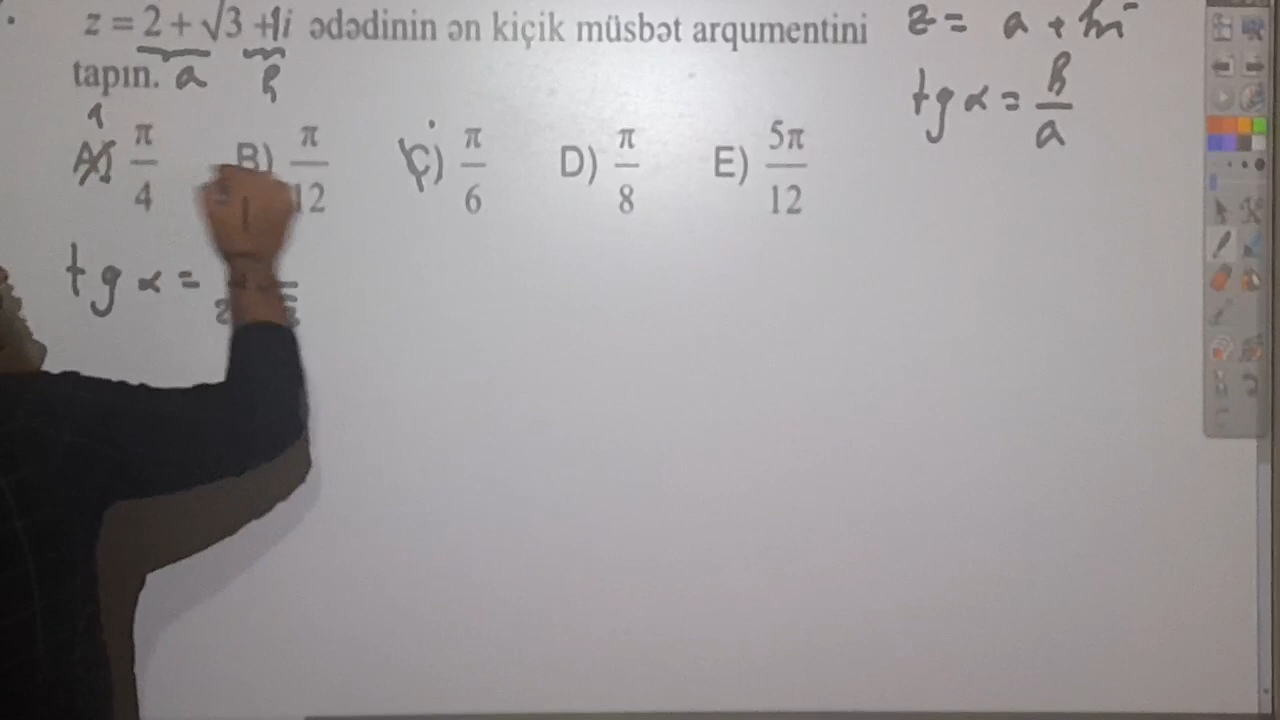 z = 2 + √3 + 1i ədədinin ən kiçik müsbət arqumentini
tapın. a b
A) π/4 B) π/12 C) π/6 D) π/8 E) 5π/12
z = a + bi
tg α = b/a
tg α =